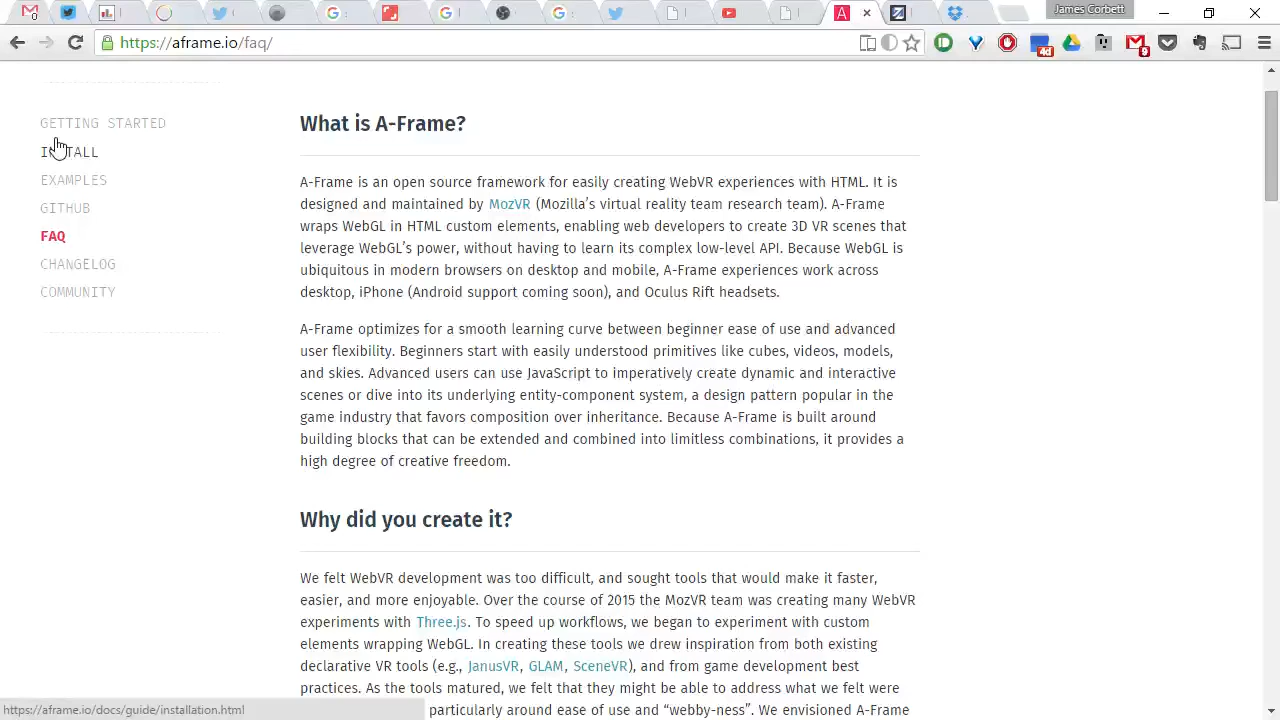 James Corbett
https://aframe.io/faq/
4d
9
GETTING STARTED
INSTALL
EXAMPLES
GITHUB
FAQ
CHANGELOG
COMMUNITY
What is A-Frame?
A-Frame is an open source framework for easily creating WebVR experiences with HTML. It is
designed and maintained by MozVR (Mozilla's virtual reality team research team). A-Frame
wraps WebGL in HTML custom elements, enabling web developers to create 3D VR scenes that
leverage WebGL's power, without having to learn its complex low-level API. Because WebGL is
ubiquitous in modern browsers on desktop and mobile, A-Frame experiences work across
desktop, iPhone (Android support coming soon), and Oculus Rift headsets.
A-Frame optimizes for a smooth learning curve between beginner ease of use and advanced
user flexibility. Beginners start with easily understood primitives like cubes, videos, models,
and skies. Advanced users can use JavaScript to imperatively create dynamic and interactive
scenes or dive into its underlying entity-component system, a design pattern popular in the
game industry that favors composition over inheritance. Because A-Frame is built around
building blocks that can be extended and combined into limitless combinations, it provides a
high degree of creative freedom.
Why did you create it?
We felt WebVR development was too difficult, and sought tools that would make it faster,
easier, and more enjoyable. Over the course of 2015 the MozVR team was creating many WebVR
experiments with Three.js. To speed up workflows, we began to experiment with custom
elements wrapping WebGL. In creating these tools we drew inspiration from both existing
declarative VR tools (e.g., JanusVR, GLAM, SceneVR), and from game development best
practices. As the tools matured, we felt that they might be able to address what we felt were
particularly around ease of use and “webby-ness”. We envisioned A-Frame
https://aframe.io/docs/guide/installation.html